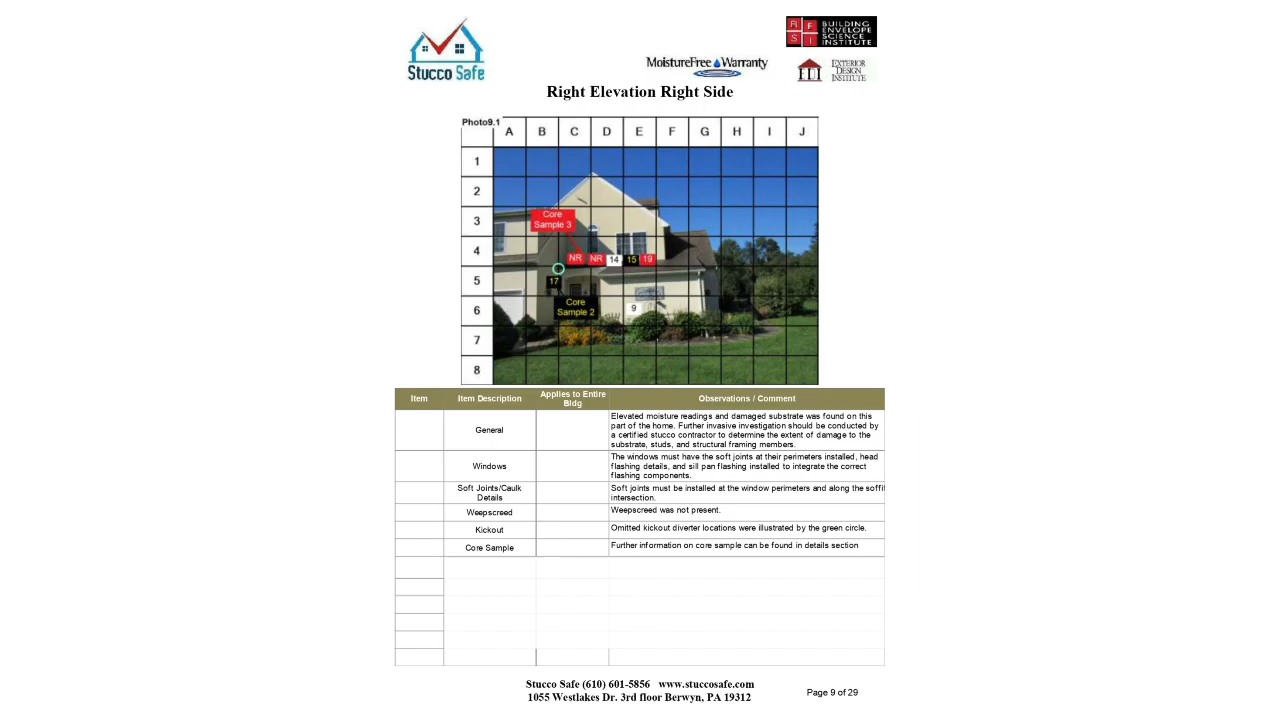 Stucco Safe
MoistureFree Warranty
BUILDING
ENVELOPE
SCIENCE
INSTITUTE
EDI
EXTERIOR
DESIGN
INSTITUTE
Right Elevation Right Side
Photo9.1
A B C D E F G H I J
1
2
3
4
5
6
7
8
Core
Sample 3
NR NR 14 15 19
17
Core
Sample 2
9
Item Item Description Applies to Entire Bldg Observations / Comment
General
Elevated moisture readings and damaged substrate was found on this
part of the home. Further invasive investigation should be conducted by
a certified stucco contractor to determine the extent of damage to the
substrate, studs, and structural framing members.
Windows
The windows must have the soft joints at their perimeters installed, head
flashing details, and sill pan flashing installed to integrate the correct
flashing components.
Soft Joints/Caulk
Details
Soft joints must be installed at the window perimeters and along the soffit
intersection.
Weepscreed
Weepscreed was not present.
Kickout
Omitted kickout diverter locations were illustrated by the green circle.
Core Sample
Further information on core sample can be found in details section
Stucco Safe (610) 601-5856 www.stuccosafe.com
1055 Westlakes Dr. 3rd floor Berwyn, PA 19312
Page 9 of 29